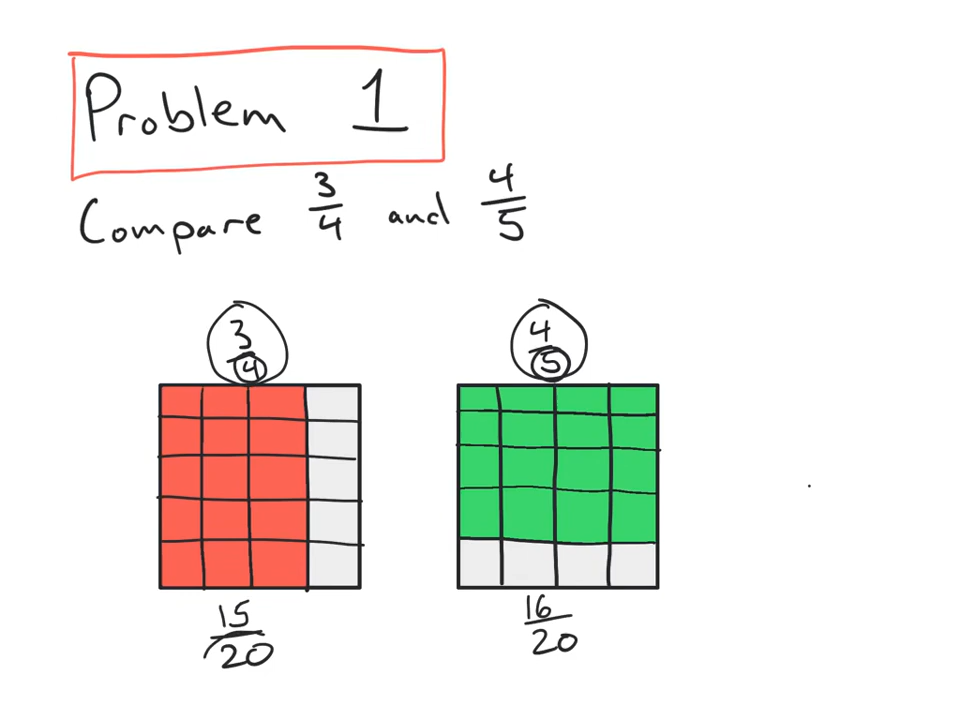 Problem 1
Compare 3/4 and 4/5
3/4 4/5
15/20 16/20